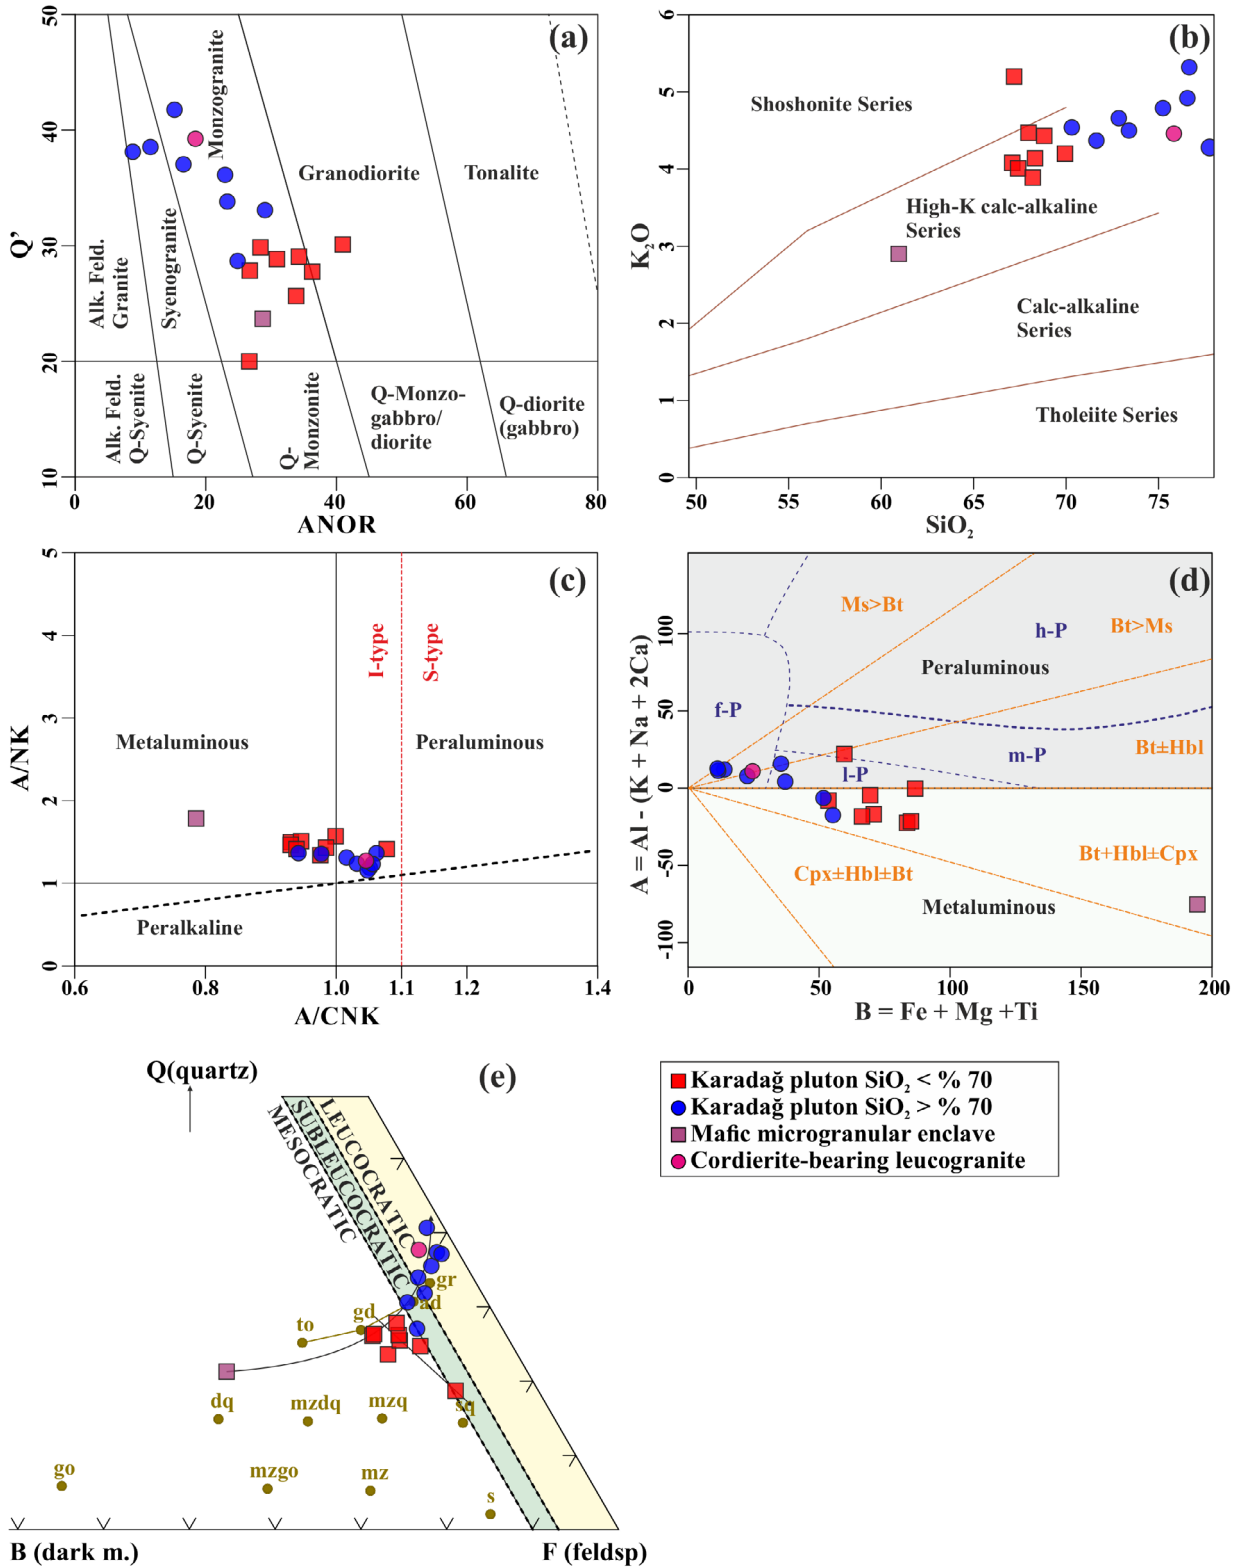 (a)
50
40
30
20
10
Q'
Monzogranite
Granodiorite
Tonalite
Alk. Feld.
Granite
Syenogranite
Alk. Feld.
Q-Syenite
Q-Syenite
Q-
Monzonite
Q-Monzo-
gabbro/
diorite
Q-diorite
(gabbro)
0 20 40 60 80
ANOR
(b)
6
5
4
3
2
1
0
K₂O
Shoshonite Series
High-K calc-alkaline
Series
Calc-alkaline
Series
Tholeiite Series
50 55 60 65 70 75
SiO₂
(c)
5
4
3
2
1
0
A/NK
I-type
S-type
Metaluminous
Peraluminous
Peralkaline
0.6 0.8 1.0 1.1 1.2 1.4
A/CNK
(d)
100
50
0
-50
-100
A = Al - (K + Na + 2Ca)
Ms>Bt
h-P
Bt>Ms
Peraluminous
f-P
m-P
Bt±Hbl
l-P
Cpx±Hbl±Bt
Bt+Hbl±Cpx
Metaluminous
0 50 100 150 200
B = Fe + Mg +Ti
(e)
Q(quartz)
LEUCOCRATIC
SUBLEUCOCRATIC
MESOCRATIC
gr
ad
gd
to
dq
mzdq
mzq
sq
go
mzgo
mz
s
B (dark m.)
F (feldsp)
Karadağ pluton SiO₂ < % 70
Karadağ pluton SiO₂ > % 70
Mafic microgranular enclave
Cordierite-bearing leucogranite